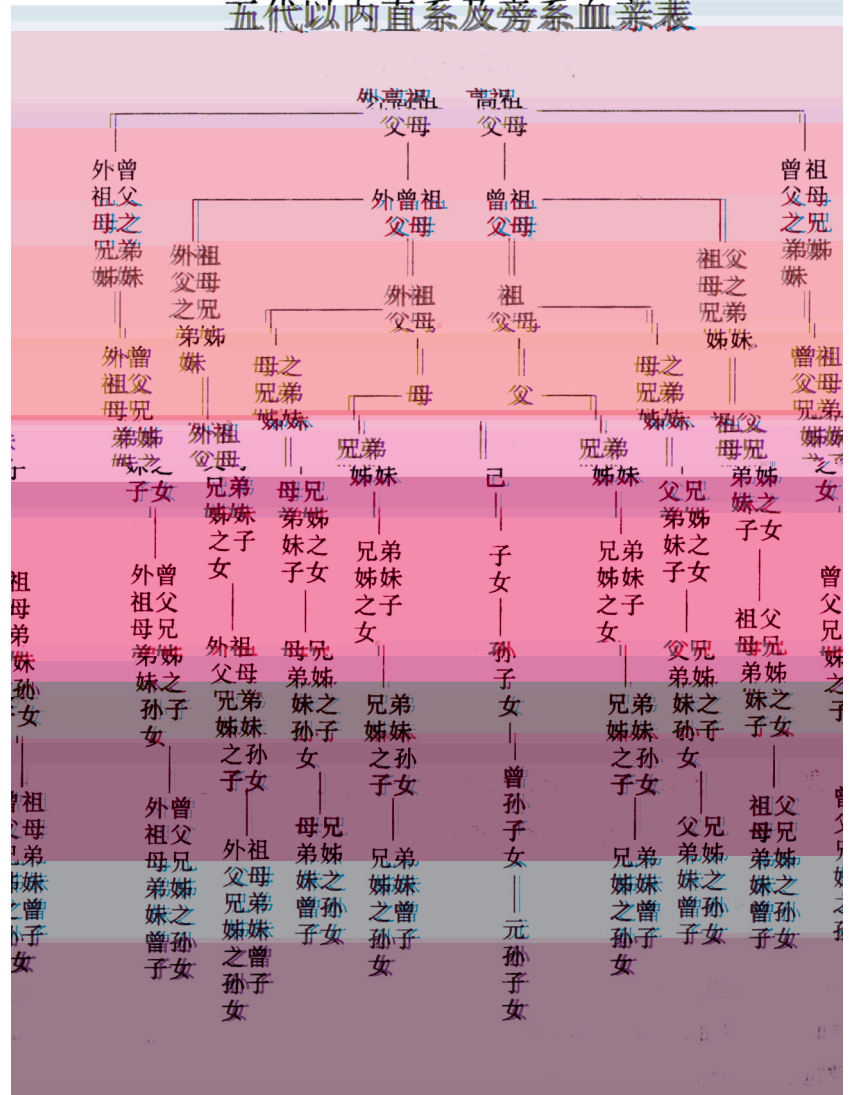 五代以内直系及旁系血亲表
外高祖父母
高祖父母
外曾祖父母之兄弟姊妹
外曾祖父母
曾祖父母
曾祖父母之兄弟姊妹
外祖父母之兄弟姊妹
外祖父母
祖父母
祖父母之兄弟姊妹
外曾祖父母兄弟姊妹之子女
母之兄弟姊妹
母
父
母之兄弟姊妹
曾祖父母兄弟姊妹之女
外祖父母兄弟姊妹之子女
母兄弟姊妹之子女
兄弟姊妹
己
兄弟姊妹
父兄弟姊妹之子女
祖父母兄弟姊妹之子女
外曾祖父母兄弟姊妹之孙子女
兄弟姊妹之子女
子女
兄弟姊妹之子女
外祖父母兄弟姊妹之孙子女
母兄弟姊妹之孙子女
兄弟姊妹之孙子女
孙子女
兄弟姊妹之孙子女
父兄弟姊妹之孙子女
祖父母兄弟姊妹之子女
外曾祖父母兄弟姊妹之曾孙子女
外祖父母兄弟姊妹之曾孙子女
母兄弟姊妹之曾孙子女
兄弟姊妹之曾孙子女
曾孙子女
元孙子女
兄弟姊妹之曾孙子女
父兄弟姊妹之曾孙子女
祖父母兄弟姊妹之曾孙子女